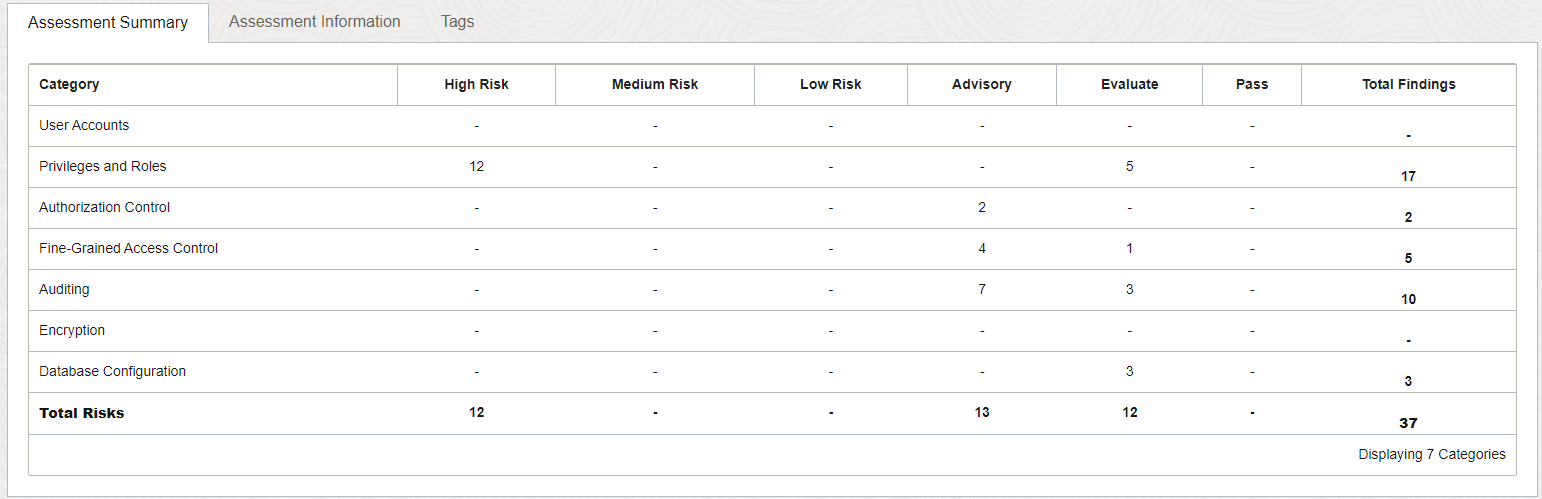 Assessment Summary Assessment Information Tags
Category High Risk Medium Risk Low Risk Advisory Evaluate Pass Total Findings
User Accounts - - - - - - -
Privileges and Roles 12 - - - 5 - 17
Authorization Control - - - 2 - - 2
Fine-Grained Access Control - - - 4 1 - 5
Auditing - - - 7 3 - 10
Encryption - - - - - - -
Database Configuration - - - - 3 - 3
Total Risks 12 - - 13 12 - 37
Displaying 7 Categories